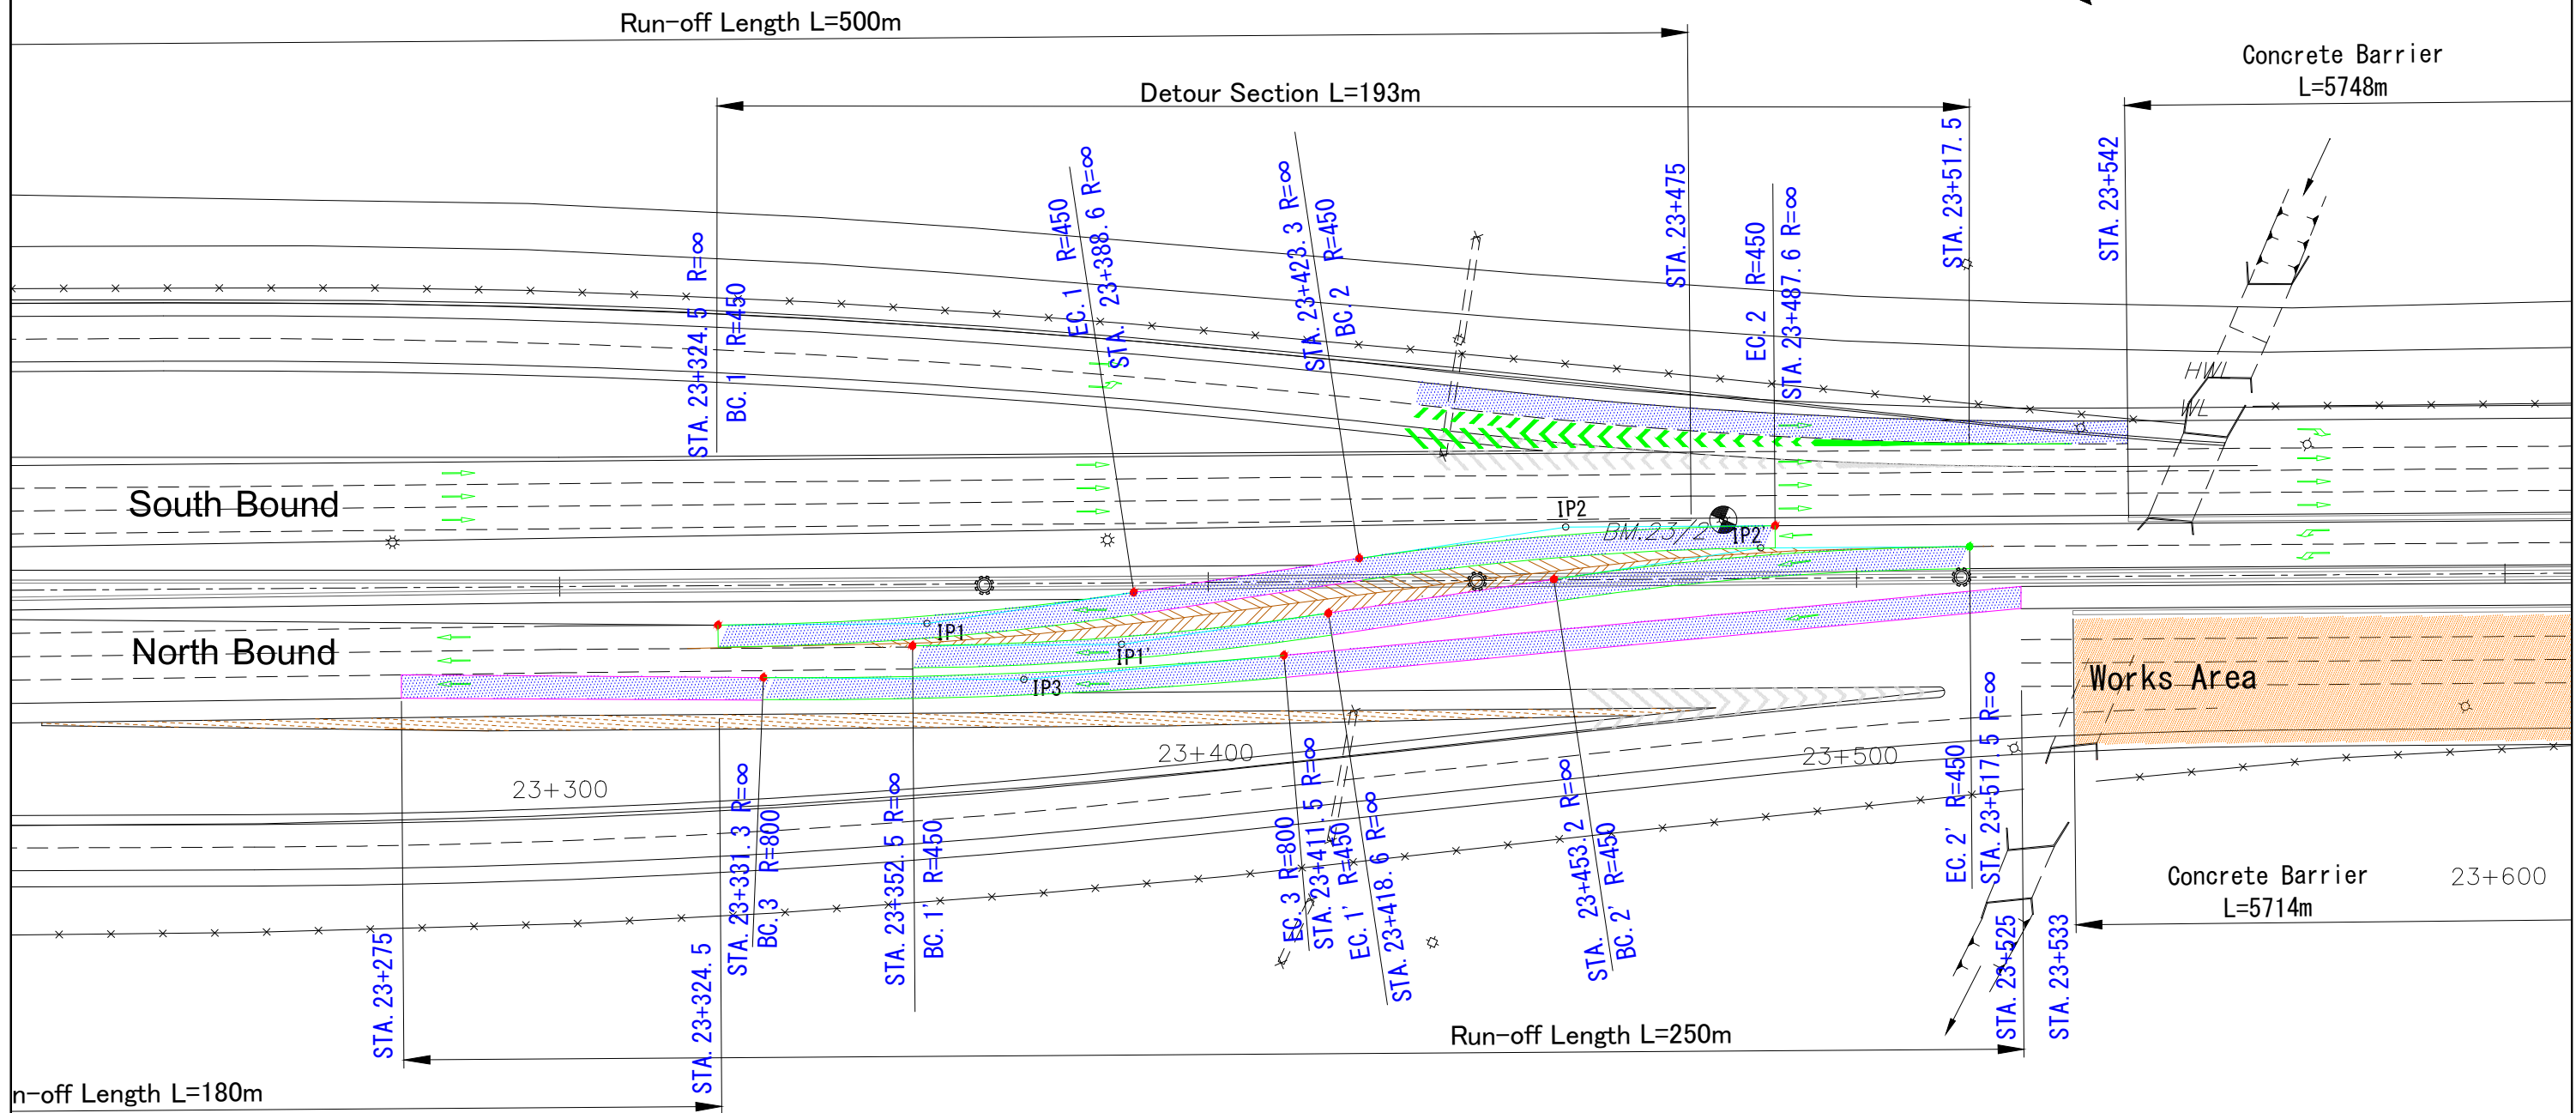 Run-off Length L=500m
Concrete Barrier
L=5748m
Detour Section L=193m
STA. 23+324. 5 R=∞
BC. 1 R=450
EC. 1 R=450
STA. 23+388. 6 R=∞
STA. 23+423. 3 R=∞
BC. 2 R=450
STA. 23+475
EC. 2 R=450
STA. 23+487. 6 R=∞
STA. 23+517. 5
STA. 23+542
HWL
WL
South Bound
IP2
BM.23/2
IP2'
North Bound
IP1
IP1'
IP3
Works Area
23+300
23+400
23+500
23+600
STA. 23+275
STA. 23+324. 5
STA. 23+331. 3 R=∞
BC. 3 R=800
STA. 23+352. 5 R=∞
BC. 1' R=450
EC. 3 R=800
STA. 23+411. 5 R=∞
EC. 1' R=450
STA. 23+418. 6 R=∞
STA. 23+453. 2 R=∞
BC. 2' R=450
EC. 2' R=450
STA. 23+517. 5 R=∞
STA. 23+525
STA. 23+533
Concrete Barrier
L=5714m
Run-off Length L=250m
n-off Length L=180m